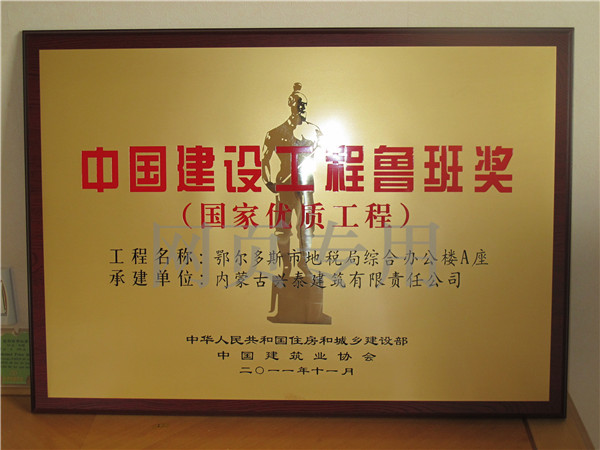 中国建设工程鲁班奖
（国家优质工程）
工程名称：鄂尔多斯市地税局综合办公楼A座
承建单位：内蒙古兴泰建筑有限责任公司
中华人民共和国住房和城乡建设部
中国建筑业协会
二〇一一年十一月
网页专用